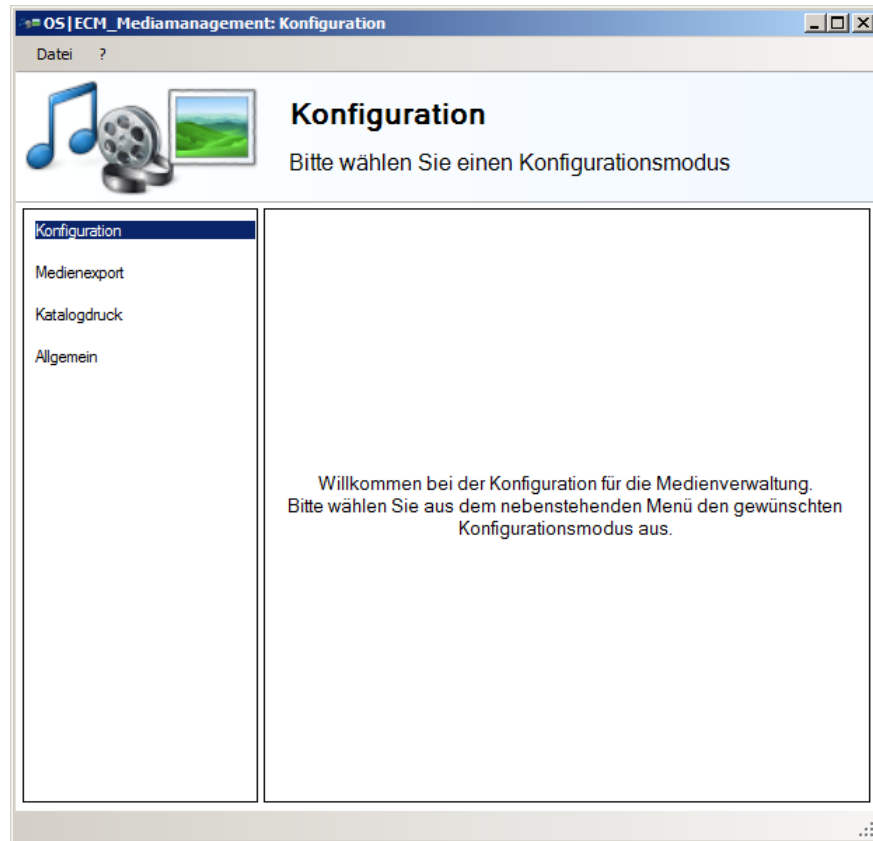 OS|ECM_Mediamanagement: Konfiguration
Datei ?
Konfiguration
Bitte wählen Sie einen Konfigurationsmodus
Konfiguration
Medienexport
Katalogdruck
Allgemein
Willkommen bei der Konfiguration für die Medienverwaltung.
Bitte wählen Sie aus dem nebenstehenden Menü den gewünschten
Konfigurationsmodus aus.